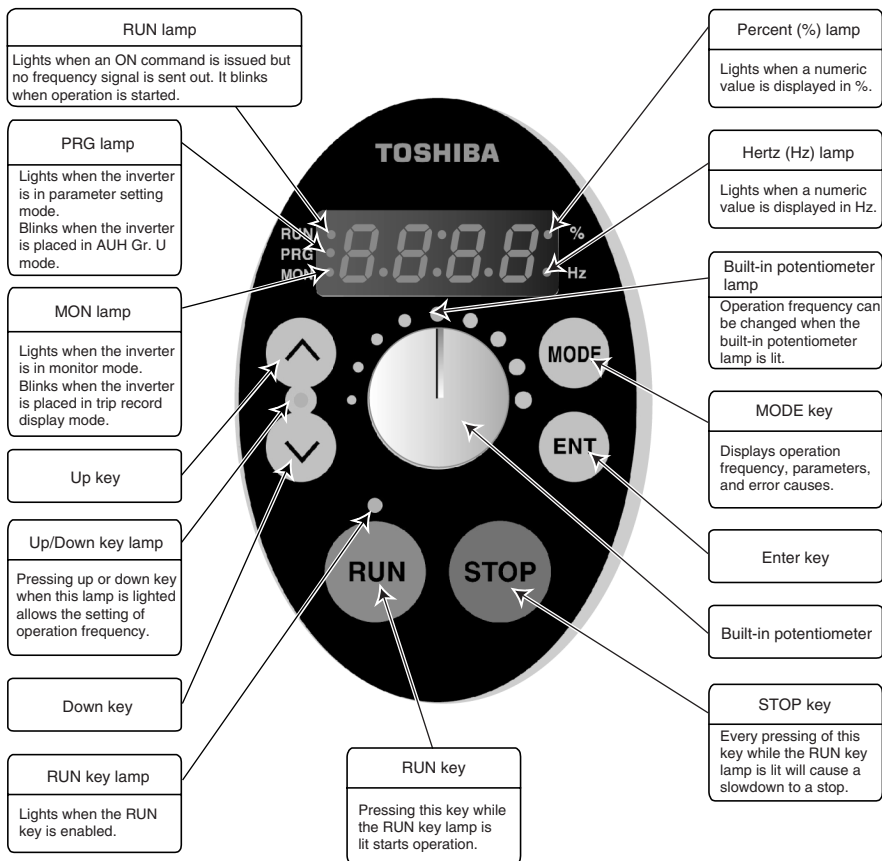 RUN lamp
Lights when an ON command is issued but
no frequency signal is sent out. It blinks
when operation is started.
PRG lamp
Lights when the inverter
is in parameter setting
mode.
Blinks when the inverter
is placed in AUH Gr. U
mode.
MON lamp
Lights when the inverter
is in monitor mode.
Blinks when the inverter
is placed in trip record
display mode.
Up key
Up/Down key lamp
Pressing up or down key
when this lamp is lighted
allows the setting of
operation frequency.
Down key
RUN key lamp
Lights when the RUN
key is enabled.
TOSHIBA
RUN
PRG
MON
8.8.8.8
%
Hz
MODE
ENT
RUN
STOP
RUN key
Pressing this key while
the RUN key lamp is
lit starts operation.
Percent (%) lamp
Lights when a numeric
value is displayed in %.
Hertz (Hz) lamp
Lights when a numeric
value is displayed in Hz.
Built-in potentiometer
lamp
Operation frequency can
be changed when the
built-in potentiometer
lamp is lit.
MODE key
Displays operation
frequency, parameters,
and error causes.
Enter key
Built-in potentiometer
STOP key
Every pressing of this
key while the RUN key
lamp is lit will cause a
slowdown to a stop.